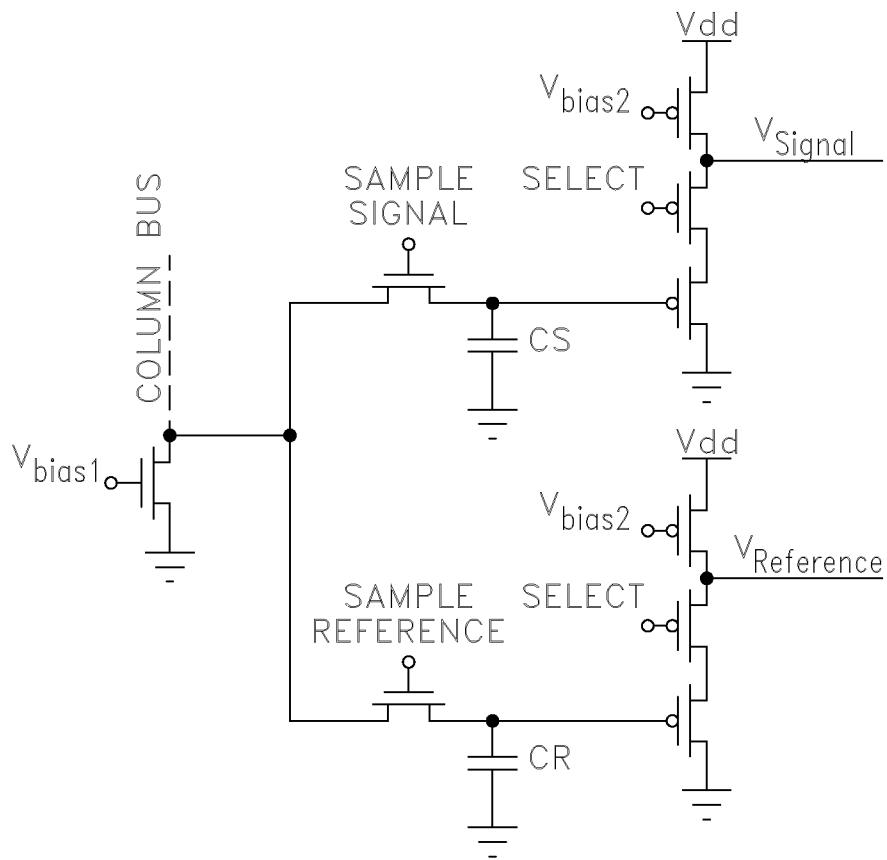 Vdd
Vbias2
VSignal
SAMPLE
SIGNAL
SELECT
COLUMN BUS
CS
Vbias1
Vdd
Vbias2
VReference
SAMPLE
REFERENCE
SELECT
CR